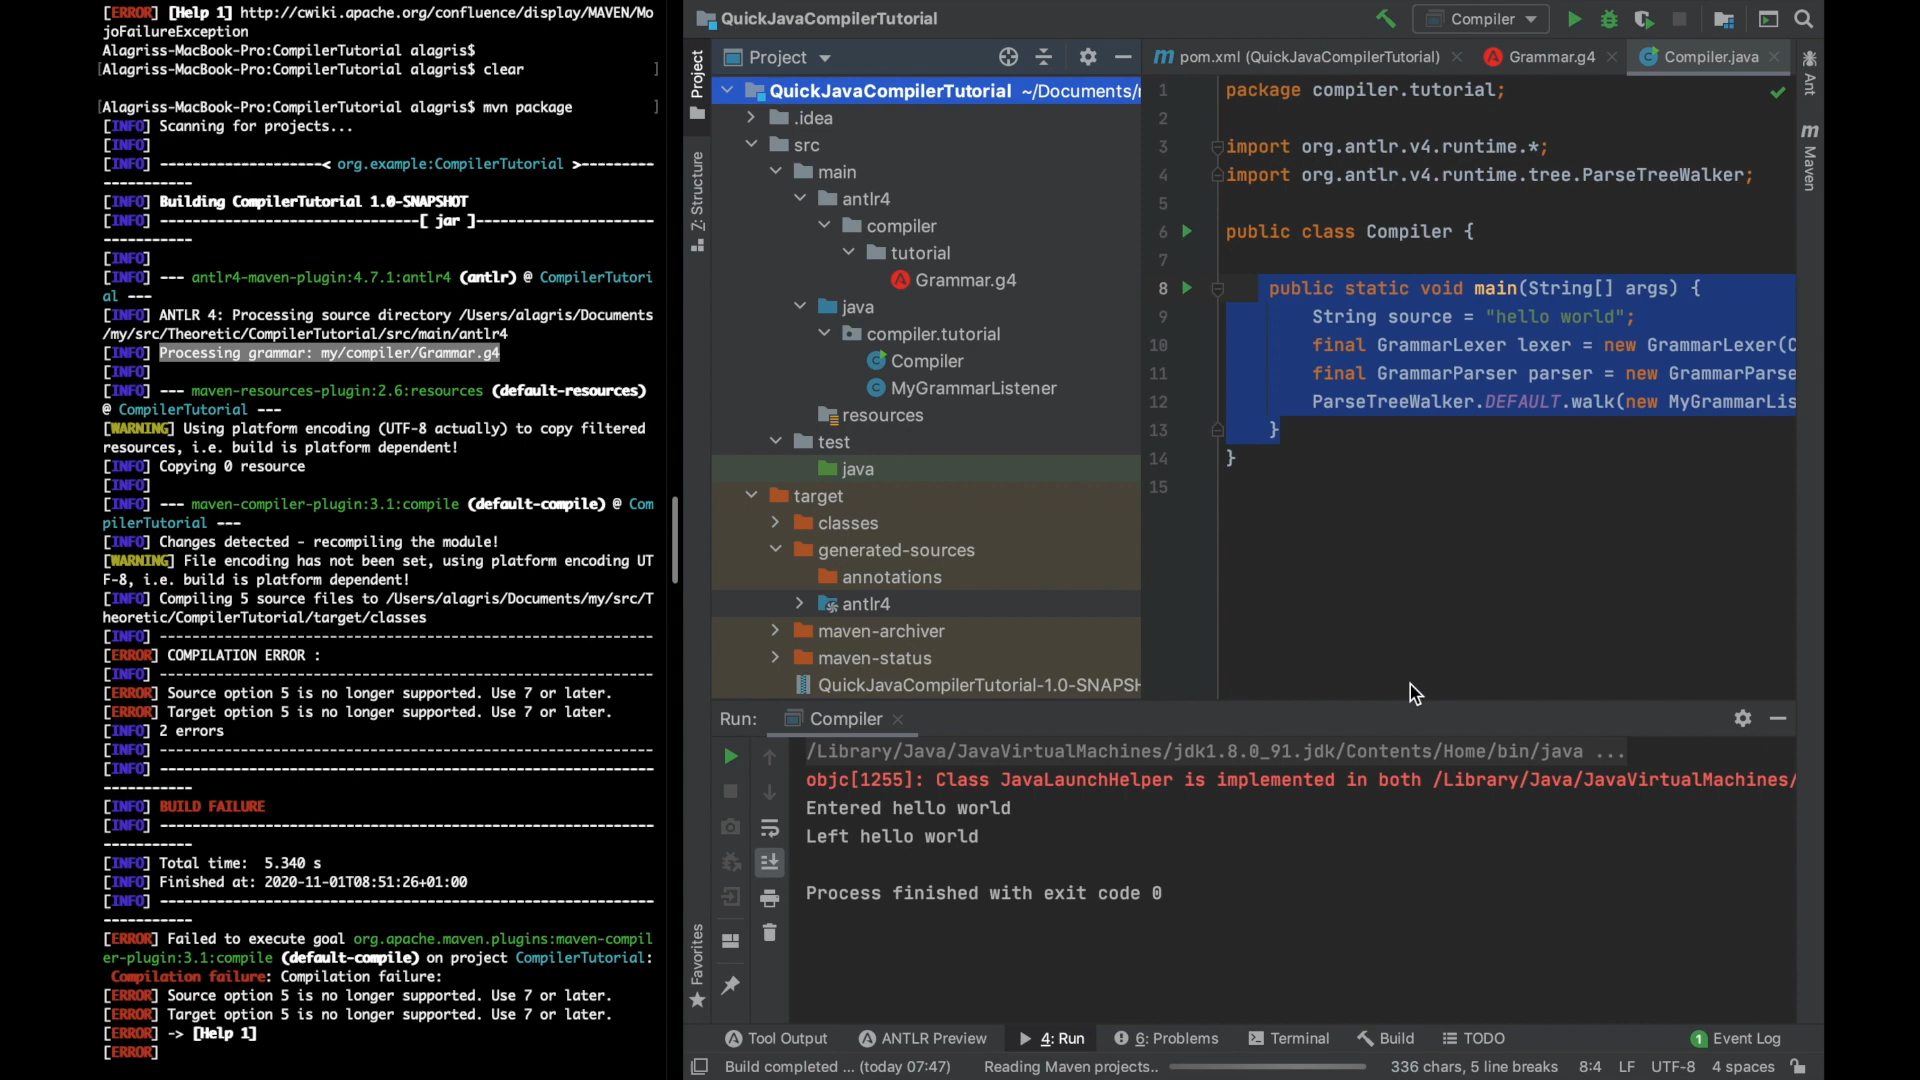 [ERROR] [Help 1] http://cwiki.apache.org/confluence/display/MAVEN/Mo
joFailureException
Alagriss-MacBook-Pro:CompilerTutorial alagris$
[Alagriss-MacBook-Pro:CompilerTutorial alagris$ clear ]
[Alagriss-MacBook-Pro:CompilerTutorial alagris$ mvn package ]
[INFO] Scanning for projects...
[INFO]
[INFO] --------------------< org.example:CompilerTutorial >---------
-----------
[INFO] Building CompilerTutorial 1.0-SNAPSHOT
[INFO] --------------------------------[ jar ]----------------------
-----------
[INFO]
[INFO] --- antlr4-maven-plugin:4.7.1:antlr4 (antlr) @ CompilerTutori
al ---
[INFO] ANTLR 4: Processing source directory /Users/alagris/Documents
/my/src/Theoretic/CompilerTutorial/src/main/antlr4
[INFO] Processing grammar: my/compiler/Grammar.g4
[INFO]
[INFO] --- maven-resources-plugin:2.6:resources (default-resources)
@ CompilerTutorial ---
[WARNING] Using platform encoding (UTF-8 actually) to copy filtered
resources, i.e. build is platform dependent!
[INFO] Copying 0 resource
[INFO]
[INFO] --- maven-compiler-plugin:3.1:compile (default-compile) @ Com
pilerTutorial ---
[INFO] Changes detected - recompiling the module!
[WARNING] File encoding has not been set, using platform encoding UT
F-8, i.e. build is platform dependent!
[INFO] Compiling 5 source files to /Users/alagris/Documents/my/src/T
heoretic/CompilerTutorial/target/classes
[INFO] -------------------------------------------------------------
[ERROR] COMPILATION ERROR :
[INFO] -------------------------------------------------------------
[ERROR] Source option 5 is no longer supported. Use 7 or later.
[ERROR] Target option 5 is no longer supported. Use 7 or later.
[INFO] 2 errors
[INFO] -------------------------------------------------------------
[INFO] -------------------------------------------------------------
-----------
[INFO] BUILD FAILURE
[INFO] -------------------------------------------------------------
-----------
[INFO] Total time:  5.340 s
[INFO] Finished at: 2020-11-01T08:51:26+01:00
[INFO] -------------------------------------------------------------
-----------
[ERROR] Failed to execute goal org.apache.maven.plugins:maven-compil
er-plugin:3.1:compile (default-compile) on project CompilerTutorial:
Compilation failure: Compilation failure:
[ERROR] Source option 5 is no longer supported. Use 7 or later.
[ERROR] Target option 5 is no longer supported. Use 7 or later.
[ERROR] -> [Help 1]
[ERROR]
QuickJavaCompilerTutorial
Compiler
Project
Z: Structure
Favorites
Project
QuickJavaCompilerTutorial ~/Documents/
.idea
src
main
antlr4
compiler
tutorial
Grammar.g4
java
compiler.tutorial
Compiler
MyGrammarListener
resources
test
java
target
classes
generated-sources
annotations
antlr4
maven-archiver
maven-status
QuickJavaCompilerTutorial-1.0-SNAPSH
m pom.xml (QuickJavaCompilerTutorial)
Grammar.g4
Compiler.java
1 package compiler.tutorial;
2
3 import org.antlr.v4.runtime.*;
4 import org.antlr.v4.runtime.tree.ParseTreeWalker;
5
6 public class Compiler {
7
8 public static void main(String[] args) {
9 String source = "hello world";
10 final GrammarLexer lexer = new GrammarLexer(C
11 final GrammarParser parser = new GrammarParse
12 ParseTreeWalker.DEFAULT.walk(new MyGrammarLis
13 }
14 }
15
Ant
m Maven
Run: Compiler
/Library/Java/JavaVirtualMachines/jdk1.8.0_91.jdk/Contents/Home/bin/java ...
objc[1255]: Class JavaLaunchHelper is implemented in both /Library/Java/JavaVirtualMachines/
Entered hello world
Left hello world
Process finished with exit code 0
Tool Output ANTLR Preview 4: Run 6: Problems Terminal Build TODO 1 Event Log
Build completed ... (today 07:47) Reading Maven projects.. 336 chars, 5 line breaks 8:4 LF UTF-8 4 spaces